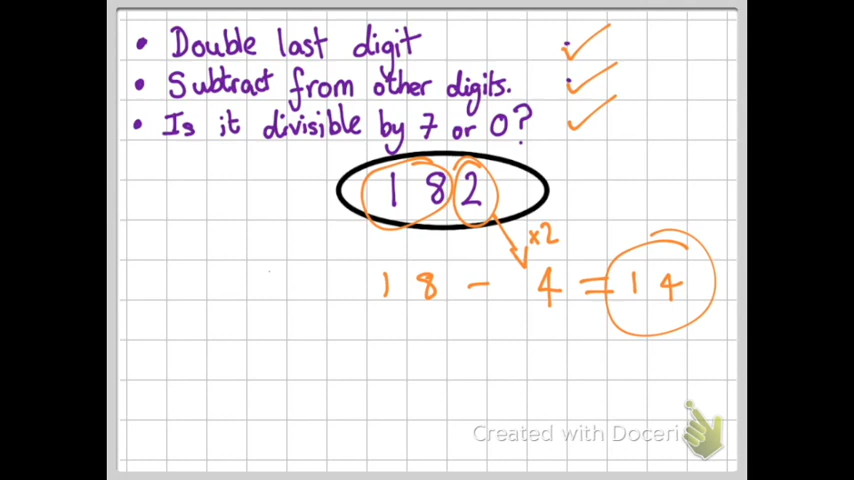 • Double last digit
• Subtract from other digits.
• Is it divisible by 7 or 0?
182
×2
18 - 4 = 14
Created with Doceri